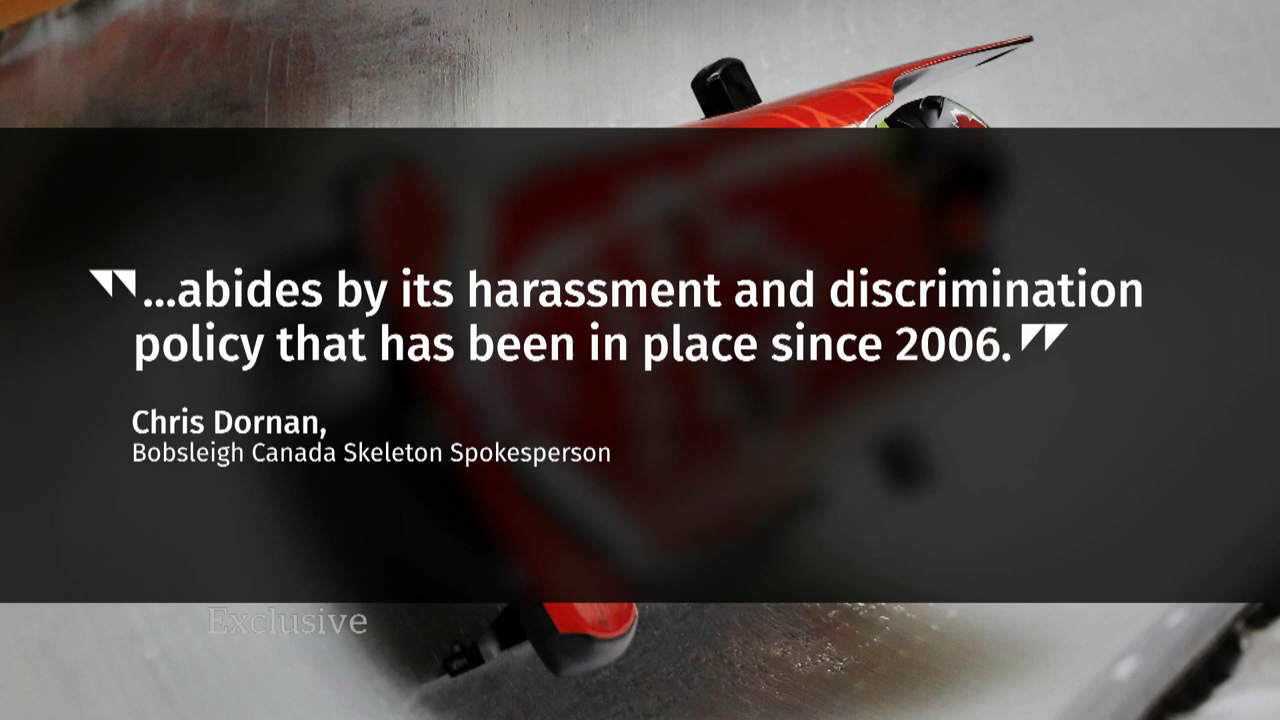 "...abides by its harassment and discrimination
policy that has been in place since 2006."
Chris Dornan,
Bobsleigh Canada Skeleton Spokesperson
Exclusive